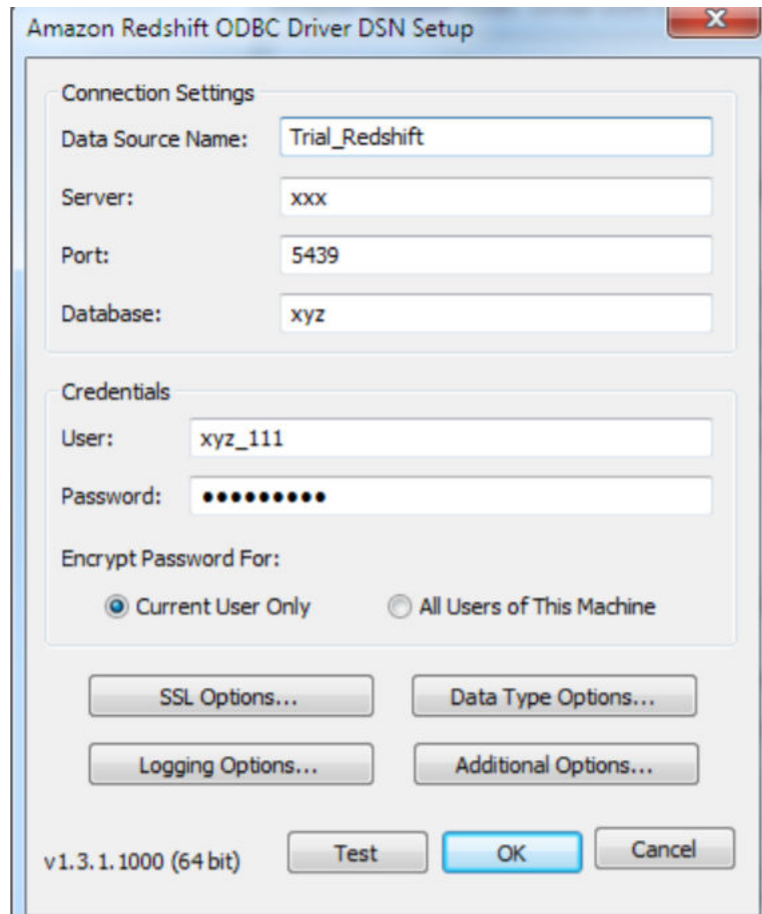 Amazon Redshift ODBC Driver DSN Setup
Connection Settings
Data Source Name: Trial_Redshift
Server: xxx
Port: 5439
Database: xyz
Credentials
User: xyz_111
Password: •••••••••
Encrypt Password For:
Current User Only All Users of This Machine
SSL Options... Data Type Options...
Logging Options... Additional Options...
v1.3.1.1000 (64 bit) Test OK Cancel